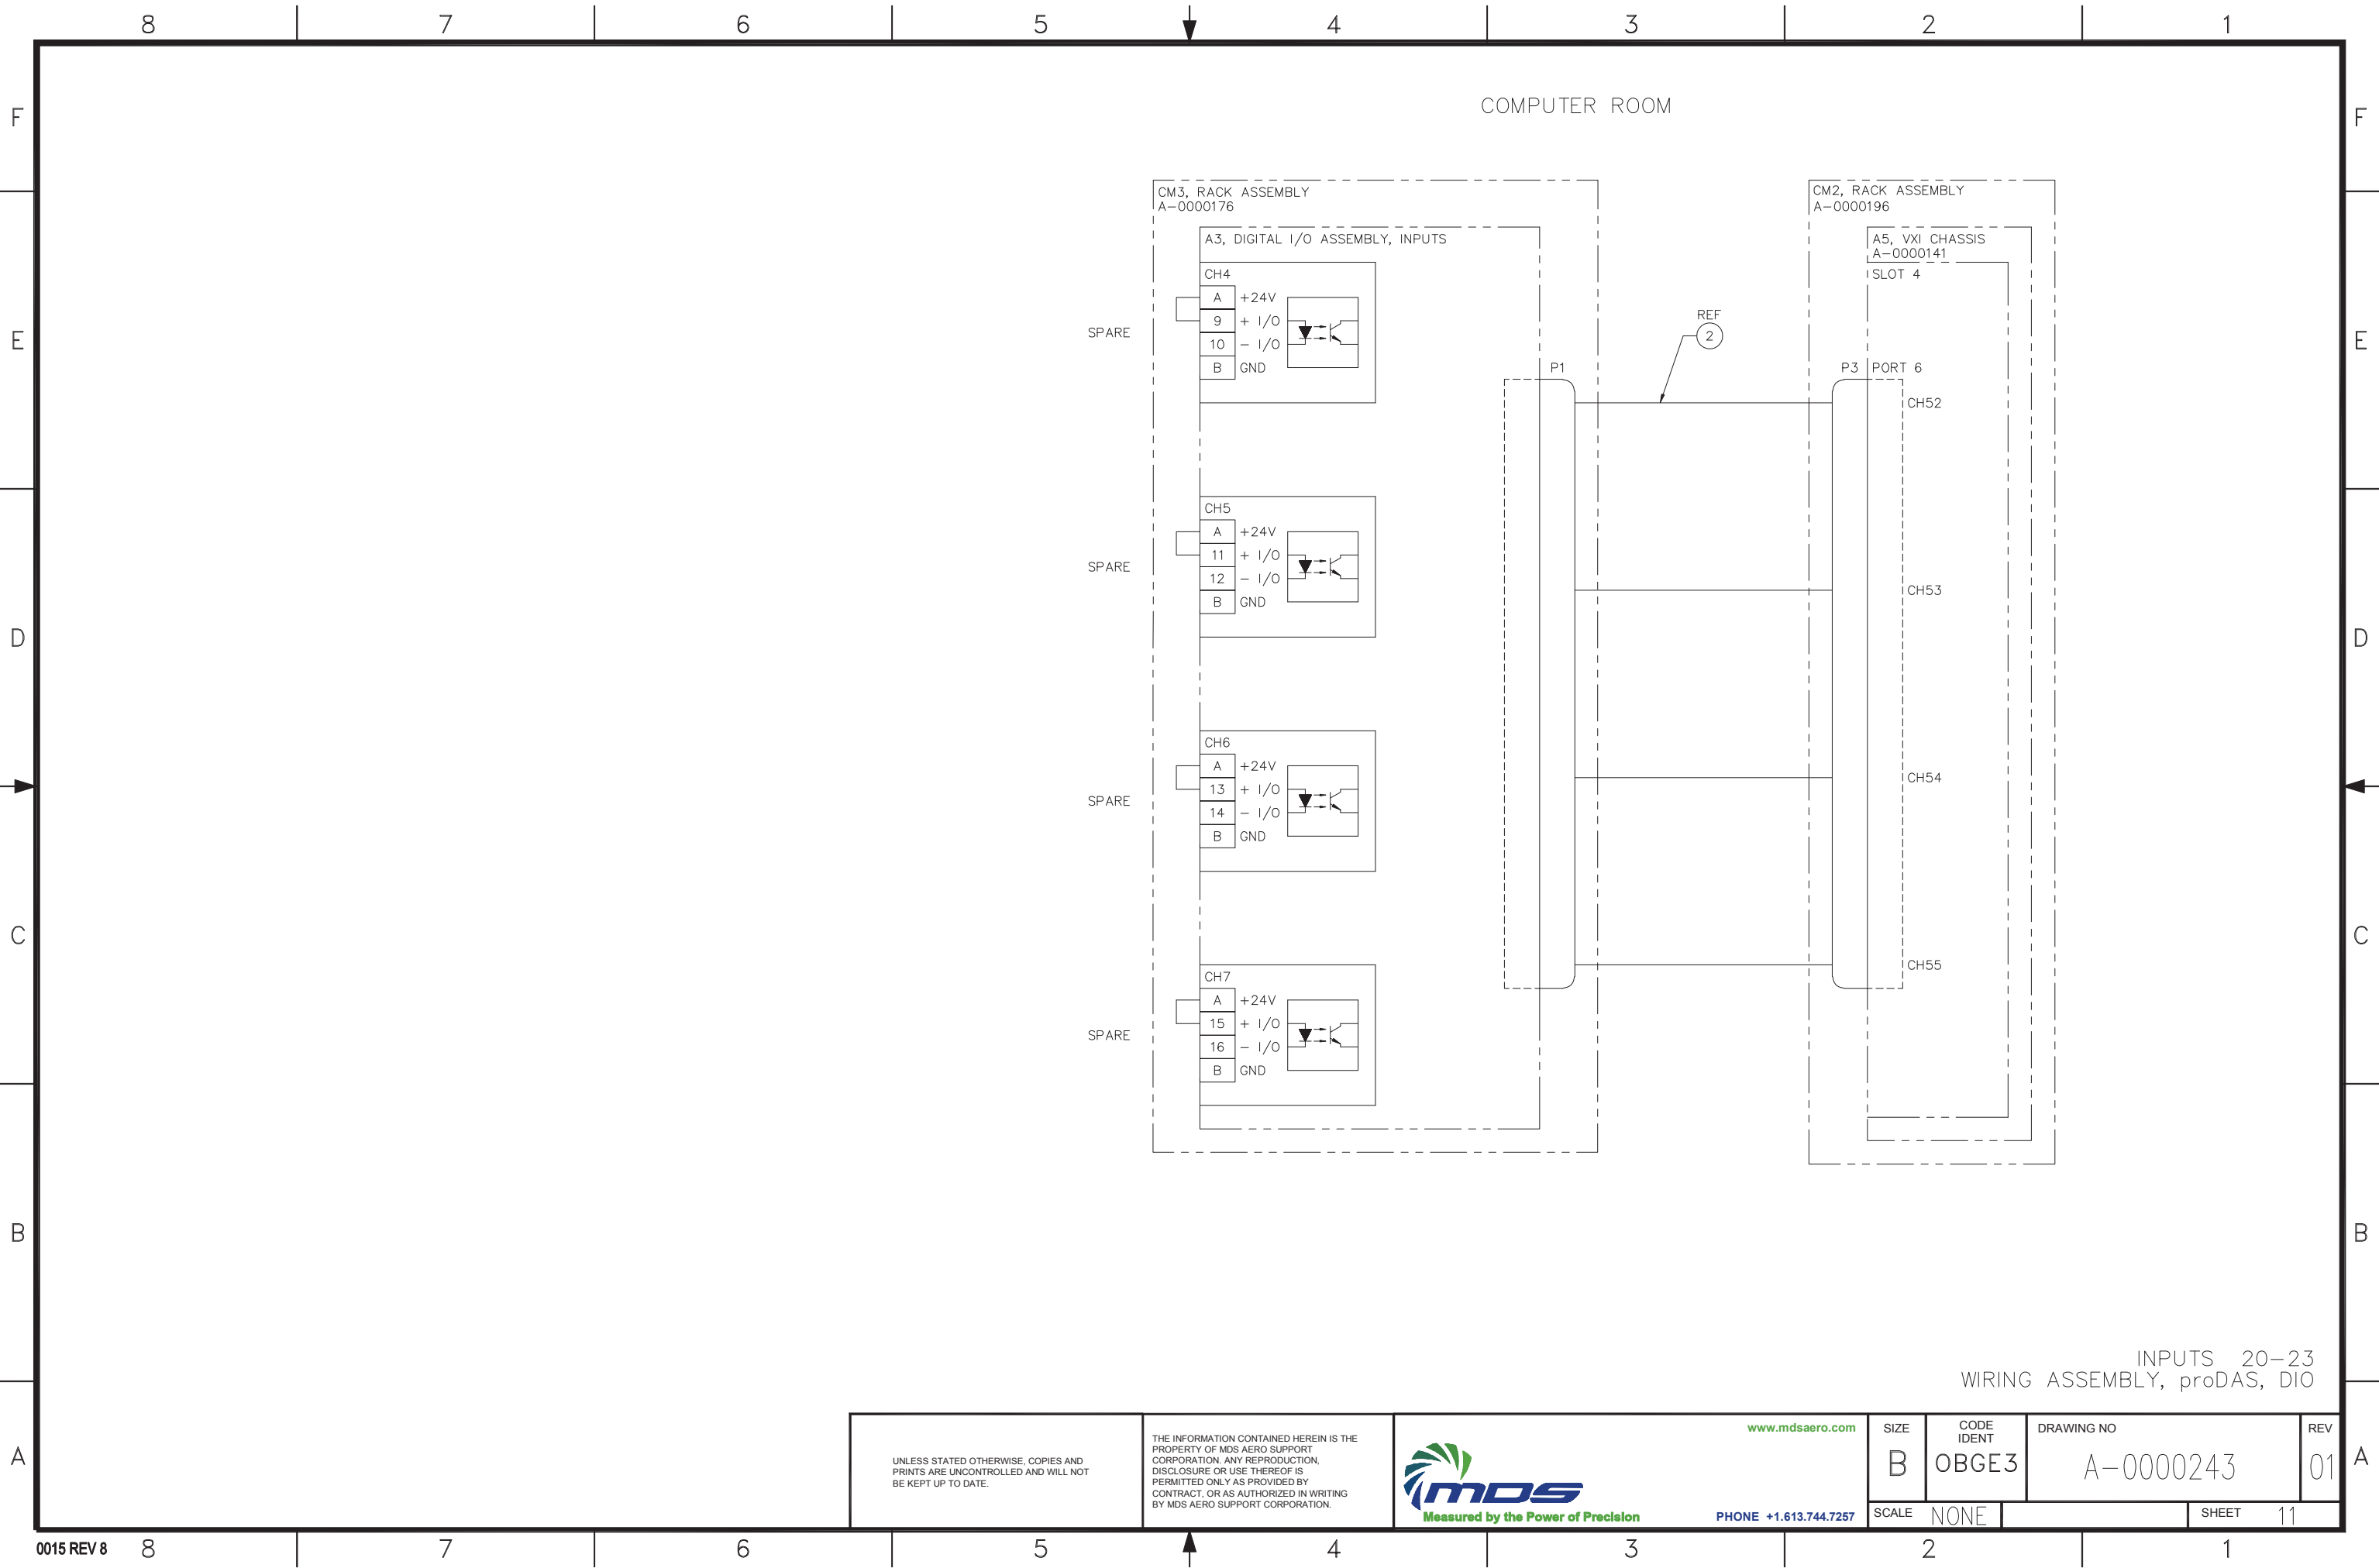 8 7 6 5 4 3 2 1
F
F
COMPUTER ROOM
CM3, RACK ASSEMBLY
A-0000176
A3, DIGITAL I/O ASSEMBLY, INPUTS
CM2, RACK ASSEMBLY
A-0000196
A5, VXI CHASSIS
A-0000141
SLOT 4
E
E
SPARE
CH4
A +24V
9 + I/O
10 - I/O
B GND
REF
2
P1
P3 PORT 6
CH52
SPARE
CH5
A +24V
11 + I/O
12 - I/O
B GND
CH53
D
D
SPARE
CH6
A +24V
13 + I/O
14 - I/O
B GND
CH54
C
C
SPARE
CH7
A +24V
15 + I/O
16 - I/O
B GND
CH55
B
B
INPUTS 20-23
WIRING ASSEMBLY, proDAS, DIO
A
A
UNLESS STATED OTHERWISE, COPIES AND
PRINTS ARE UNCONTROLLED AND WILL NOT
BE KEPT UP TO DATE.
THE INFORMATION CONTAINED HEREIN IS THE
PROPERTY OF MDS AERO SUPPORT
CORPORATION. ANY REPRODUCTION,
DISCLOSURE OR USE THEREOF IS
PERMITTED ONLY AS PROVIDED BY
CONTRACT, OR AS AUTHORIZED IN WRITING
BY MDS AERO SUPPORT CORPORATION.
www.mdsaero.com
mDS
Measured by the Power of Precision
PHONE +1.613.744.7257
SIZE
B
CODE
IDENT
OBGE3
DRAWING NO
A-0000243
REV
01
SCALE NONE
SHEET 11
0015 REV 8
8 7 6 5 4 3 2 1